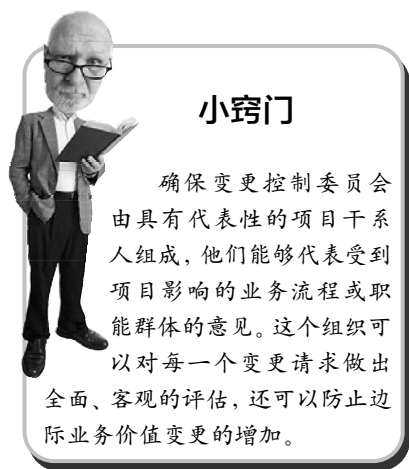 小窍门
确保变更控制委员会
由具有代表性的项目干系
人组成，他们能够代表受到
项目影响的业务流程或职
能群体的意见。这个组织可
以对每一个变更请求做出
全面、客观的评估，还可以防止边
际业务价值变更的增加。